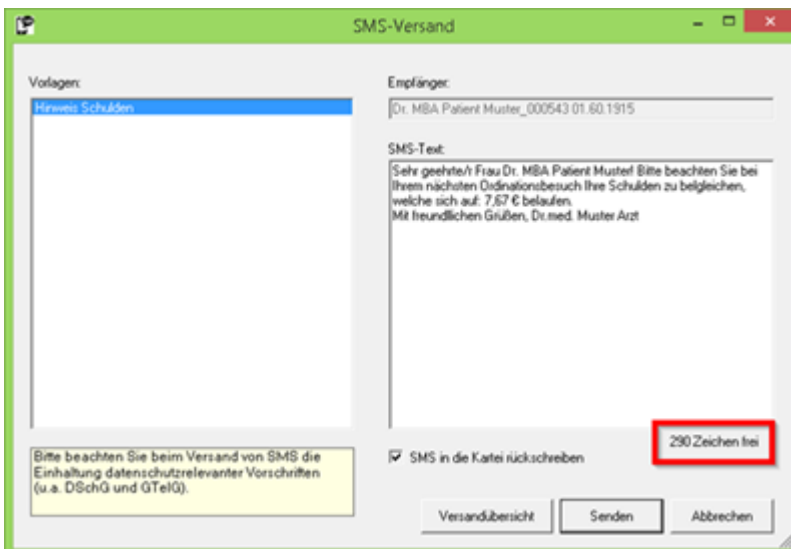 SMS-Versand
Vorlagen:
Hinweis Schulden
Empfänger:
Dr. MBA Patient Muster_000543 01.60.1915
SMS-Text:
Sehr geehrte/r Frau Dr. MBA Patient Muster! Bitte beachten Sie bei
Ihrem nächsten Ordinationsbesuch Ihre Schulden zu belgleichen,
welche sich auf: 7,67 € belaufen.
Mit freundlichen Grüßen, Dr.med. Muster Arzt
290 Zeichen frei
Bitte beachten Sie beim Versand von SMS die
Einhaltung datenschutzrelevanter Vorschriften
(u.a. DSchG und GTelG).
SMS in die Kartei rückschreiben
Versandübersicht
Senden
Abbrechen